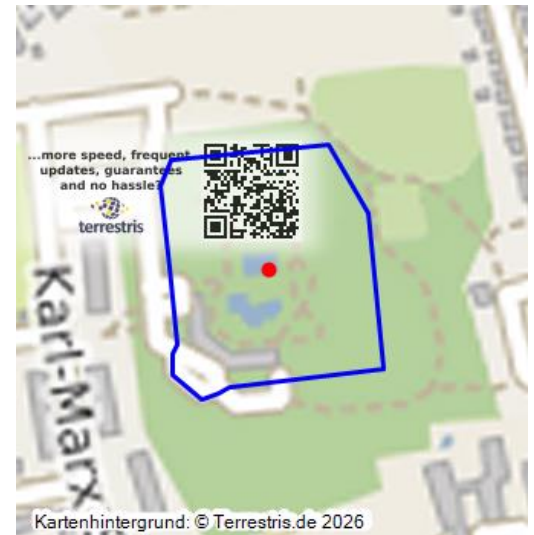 ...more speed, frequent
updates, guarantees
and no hassle?
terrestris
Karl-Marx
Kartenhintergrund: © Terrestris.de 2026